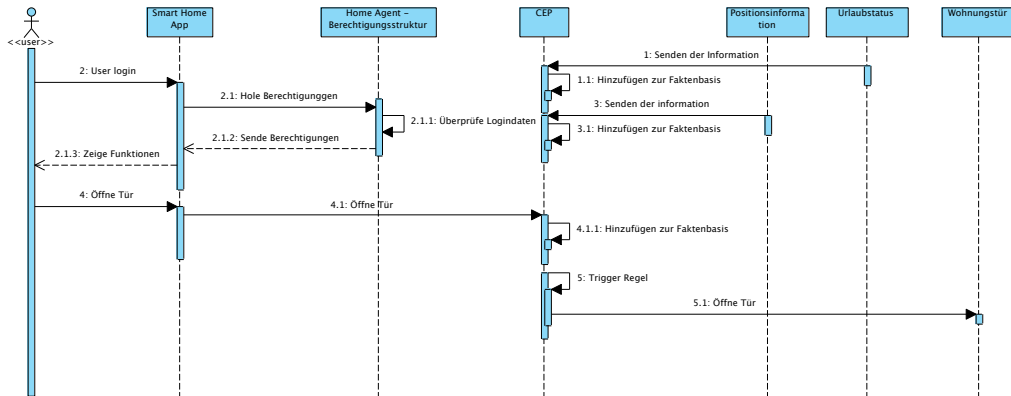 <<user>>
Smart Home
App
Home Agent -
Berechtigungsstruktur
CEP
Positionsinforma
tion
Urlaubstatus
Wohnungstür
1: Senden der Information
2: User login
1.1: Hinzufügen zur Faktenbasis
2.1: Hole Berechtigunggen
3: Senden der information
2.1.1: Überprüfe Logindaten
3.1: Hinzufügen zur Faktenbasis
2.1.2: Sende Berechtigungen
2.1.3: Zeige Funktionen
4: Öffne Tür
4.1: Öffne Tür
4.1.1: Hinzufügen zur Faktenbasis
5: Trigger Regel
5.1: Öffne Tür